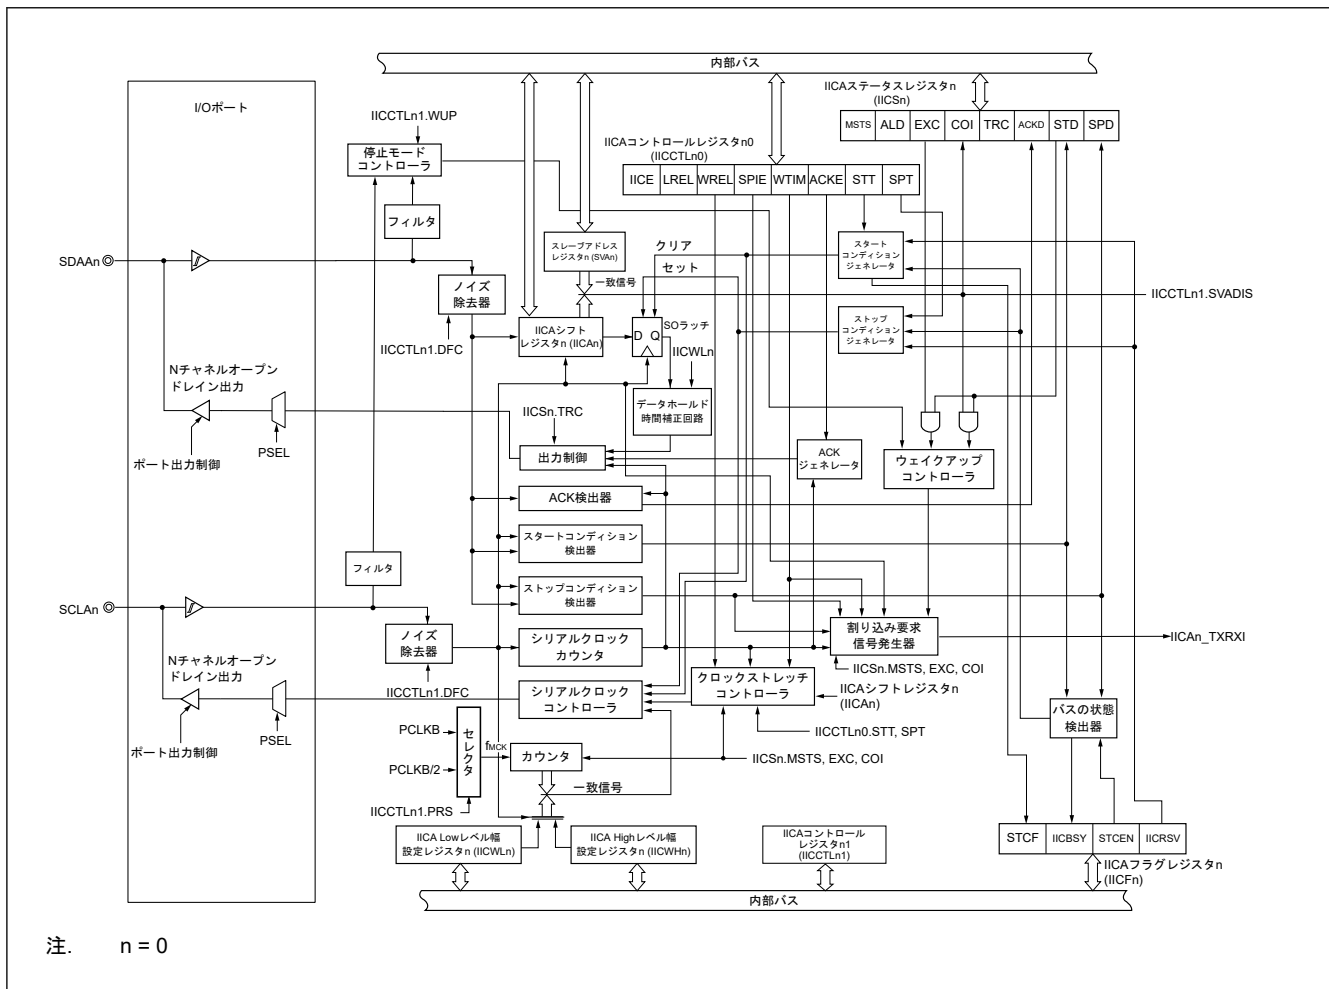 内部バス
IICAステータスレジスタn
(IICSn)
MSTS ALD EXC COI TRC ACKD STD SPD
I/Oポート
IICCTLn1.WUP
停止モード
コントローラ
IICAコントロールレジスタn0
(IICCTLn0)
IICE LREL WREL SPIE WTIM ACKE STT SPT
フィルタ
スレーブアドレス
レジスタn (SVAn)
クリア
セット
スタート
コンディション
ジェネレータ
SDAAn
ノイズ
除去器
一致信号
IICCTLn1.SVADIS
IICCTLn1.DFC
IICAシフト
レジスタn (IICAn)
D Q
SOラッチ
IICWLn
ストップ
コンディション
ジェネレータ
Nチャネルオープン
ドレイン出力
データホールド
時間補正回路
IICSn.TRC
ポート出力制御
PSEL
出力制御
ACK
ジェネレータ
ウェイクアップ
コントローラ
ACK検出器
スタートコンディション
検出器
フィルタ
ストップコンディション
検出器
SCLAn
ノイズ
除去器
シリアルクロック
カウンタ
割り込み要求
信号発生器
IICAn_TXRXI
Nチャネルオープン
ドレイン出力
IICCTLn1.DFC
シリアルクロック
コントローラ
クロックストレッチ
コントローラ
IICSn.MSTS, EXC, COI
IICAシフトレジスタn
(IICAn)
バスの状態
検出器
ポート出力制御
PSEL
PCLKB
PCLKB/2
セレクタ
fMCK
カウンタ
IICCTLn0.STT, SPT
IICSn.MSTS, EXC, COI
一致信号
IICCTLn1.PRS
IICA Lowレベル幅
設定レジスタn (IICWLn)
IICA Highレベル幅
設定レジスタn (IICWHn)
IICAコントロール
レジスタn1
(IICCTLn1)
STCF IICBSY STCEN IICRSV
IICAフラグレジスタn
(IICFn)
内部バス
注. n = 0